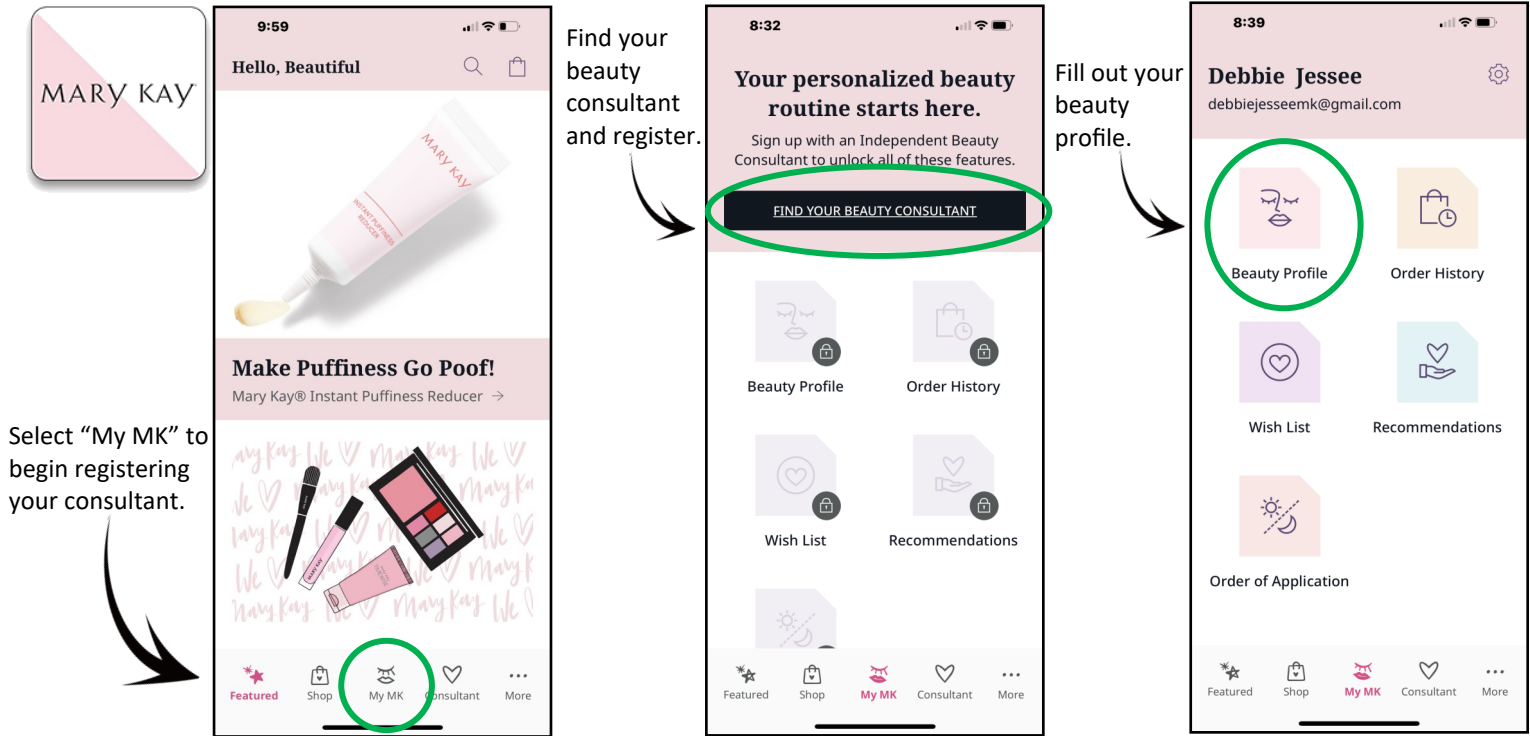 MARY KAY
Select “My MK” to
begin registering
your consultant.
9:59
Hello, Beautiful
MARY KAY
INSTANT PUFFINESS
REDUCER
Make Puffiness Go Poof!
Mary Kay® Instant Puffiness Reducer →
Featured
Shop
My MK
Consultant
More
Find your
beauty
consultant
and register.
8:32
Your personalized beauty
routine starts here.
Sign up with an Independent Beauty
Consultant to unlock all of these features.
FIND YOUR BEAUTY CONSULTANT
Beauty Profile
Order History
Wish List
Recommendations
Featured
Shop
My MK
Consultant
More
Fill out your
beauty
profile.
8:39
Debbie Jessee
debbiejesseemk@gmail.com
Beauty Profile
Order History
Wish List
Recommendations
Order of Application
Featured
Shop
My MK
Consultant
More